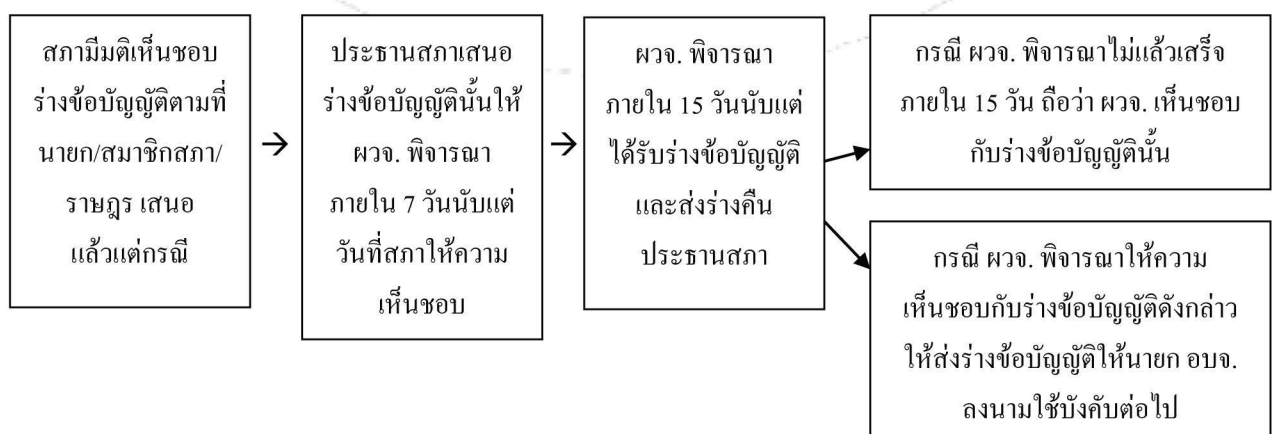 สภามีมติเห็นชอบ
ร่างข้อบัญญัติตามที่
นายก/สมาชิกสภา/
ราษฎร เสนอ
แล้วแต่กรณี
→
ประธานสภาเสนอ
ร่างข้อบัญญัตินั้นให้
ผวจ. พิจารณา
ภายใน 7 วันนับแต่
วันที่สภาให้ความ
เห็นชอบ
→
ผวจ. พิจารณา
ภายใน 15 วันนับแต่
ได้รับร่างข้อบัญญัติ
และส่งร่างคืน
ประธานสภา
กรณี ผวจ. พิจารณาไม่แล้วเสร็จ
ภายใน 15 วัน ถือว่า ผวจ. เห็นชอบ
กับร่างข้อบัญญัตินั้น
กรณี ผวจ. พิจารณาให้ความ
เห็นชอบกับร่างข้อบัญญัติดังกล่าว
ให้ส่งร่างข้อบัญญัติให้นายก อบจ.
ลงนามใช้บังคับต่อไป